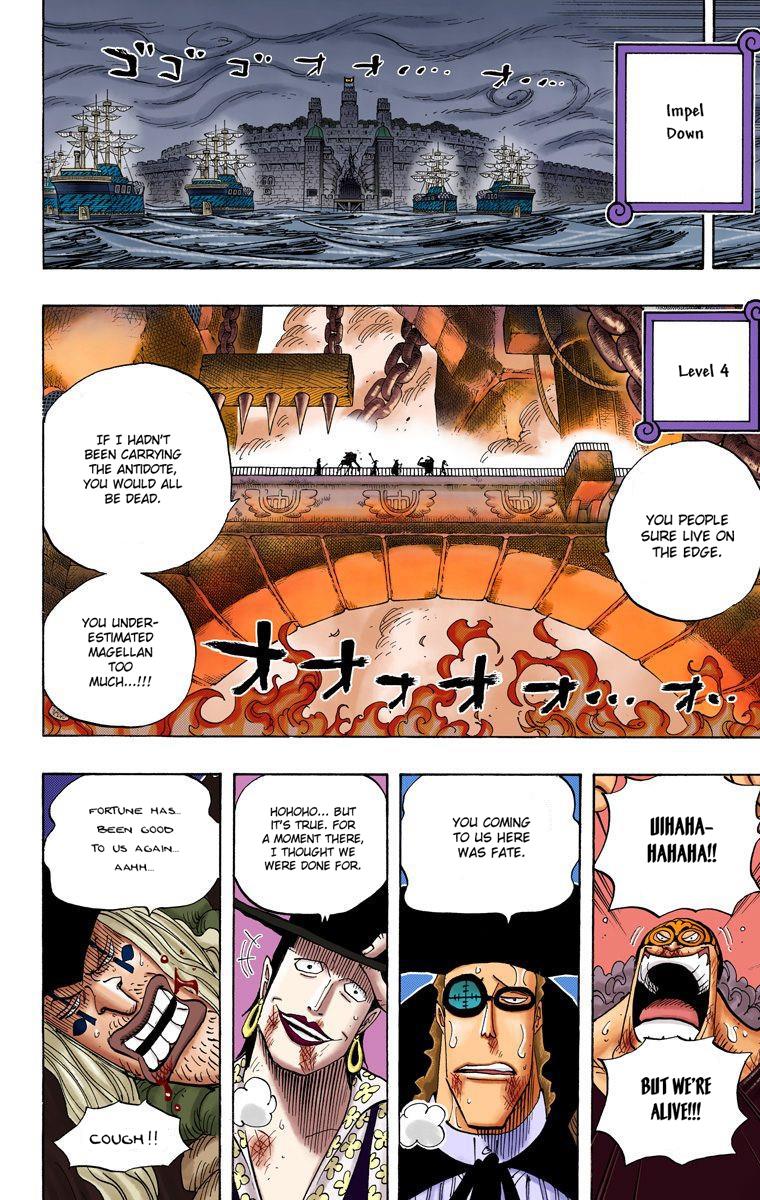 Impel
Down
ゴゴゴオオ‥‥オ‥‥
Level 4
YOU PEOPLE
SURE LIVE ON
THE EDGE.
IF I HADN'T
BEEN CARRYING
THE ANTIDOTE,
YOU WOULD ALL
BE DEAD.
YOU UNDER-
ESTIMATED
MAGELLAN
TOO
MUCH...!!!
オオオオオ‥‥オ‥‥
UIHAHA-
HAHAHA!!
BUT WE'RE
ALIVE!!!
YOU COMING
TO US HERE
WAS FATE.
HOHOHO... BUT
IT'S TRUE. FOR
A MOMENT THERE,
I THOUGHT WE
WERE DONE FOR.
FORTUNE HAS...
BEEN GOOD
TO US AGAIN...
AAHH...
COUGH!!